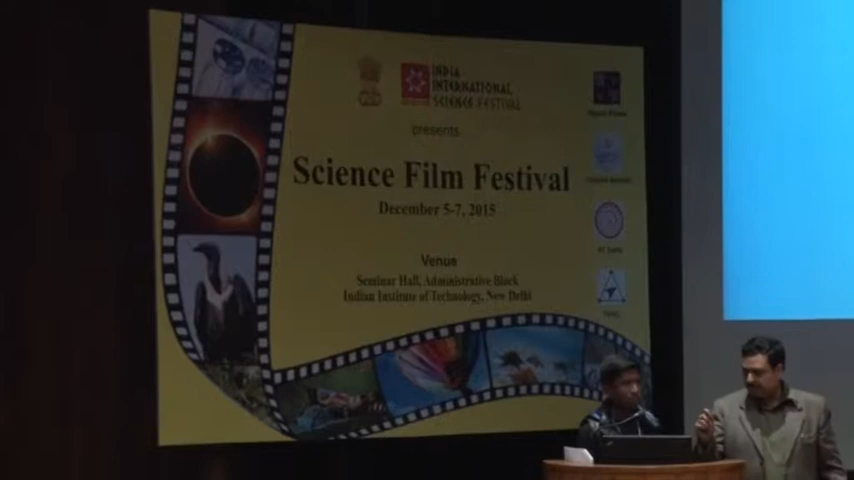 INDIA
INTERNATIONAL
SCIENCE FESTIVAL
presents
Science Film Festival
December 5-7, 2015
Venue
Seminar Hall, Administrative Block
Indian Institute of Technology, New Delhi